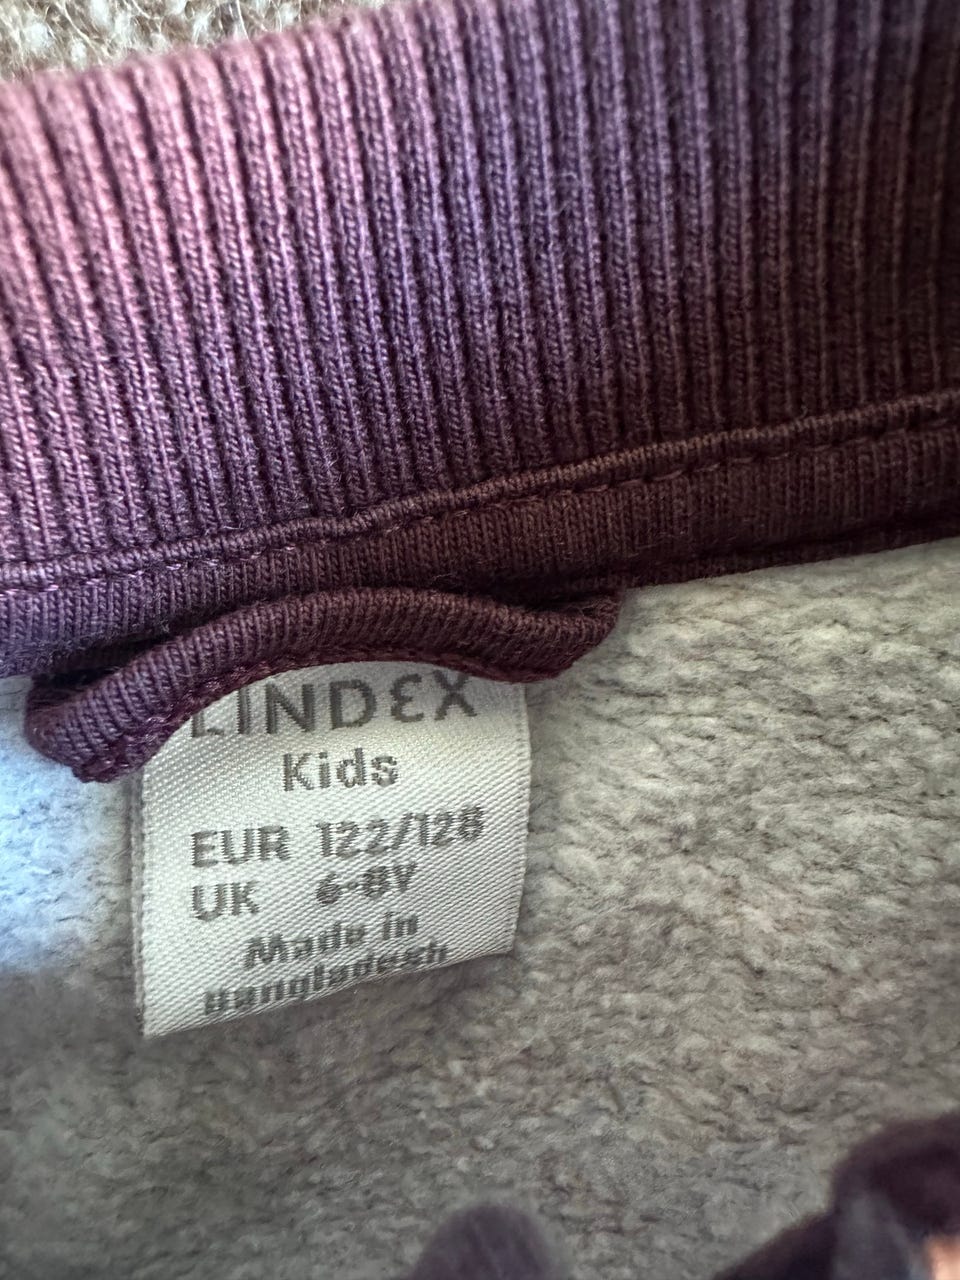 LINDEX
Kids
EUR 122/128
UK 6-8Y
Made in
Bangladesh